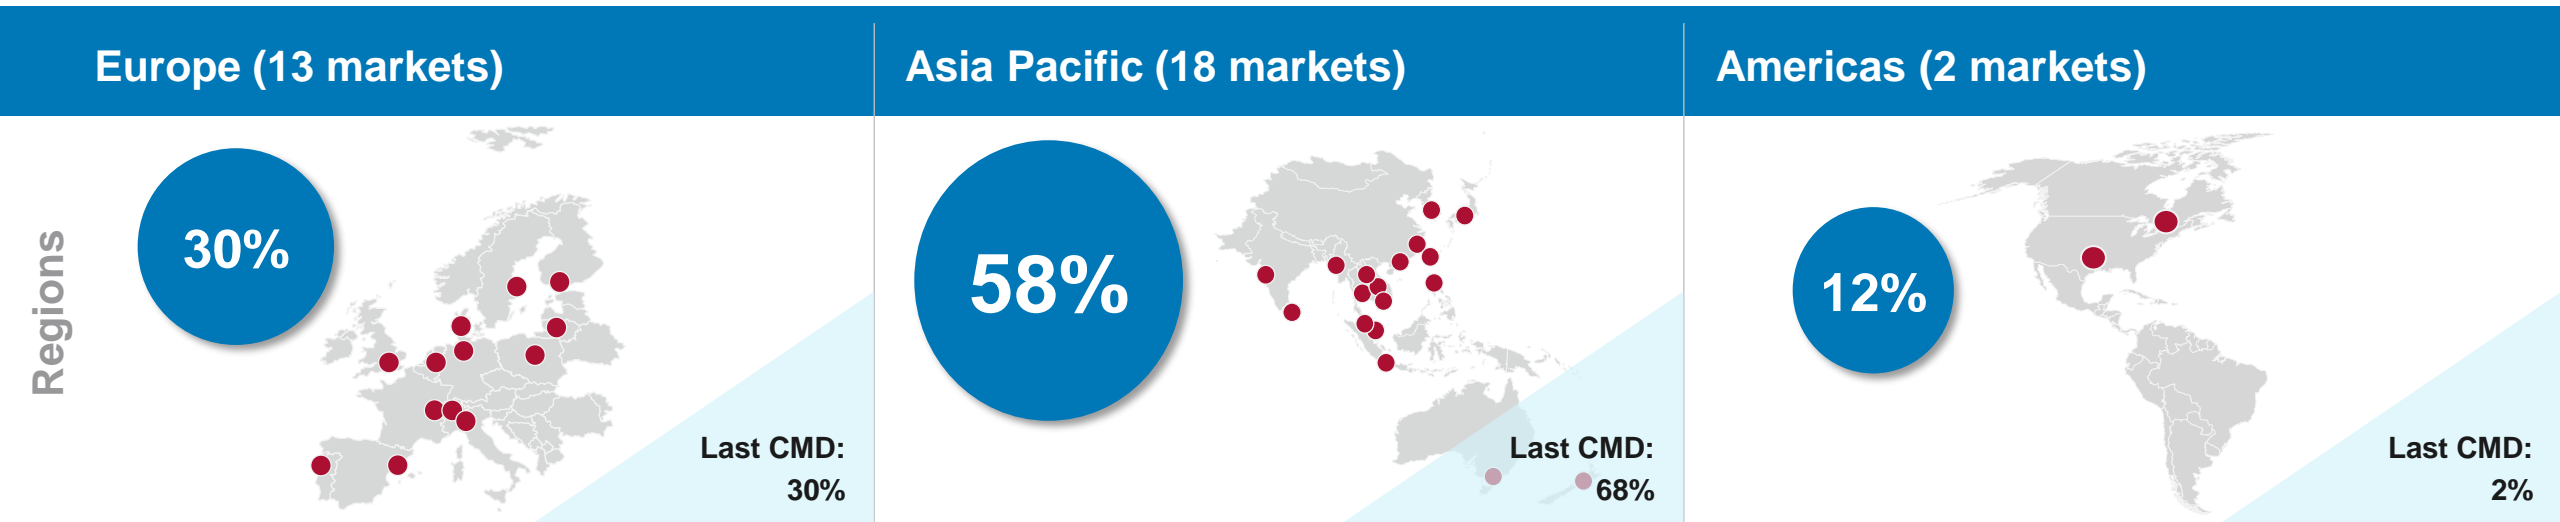 Europe (13 markets)
Asia Pacific (18 markets)
Americas (2 markets)
Regions
30%
58%
12%
Last CMD:
30%
Last CMD:
68%
Last CMD:
2%